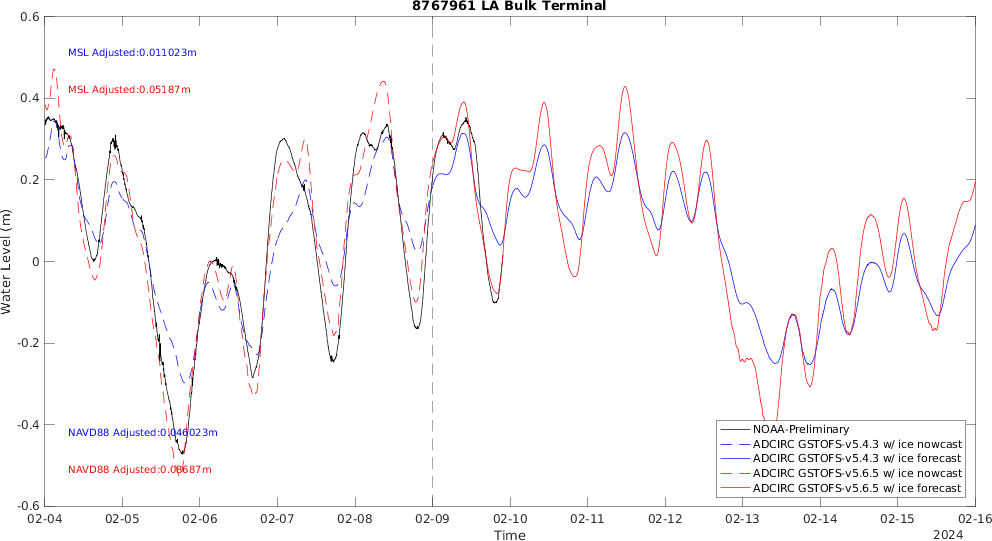 8767961 LA Bulk Terminal
0.6
0.4
0.2
0
-0.2
-0.4
-0.6
Water Level (m)
MSL Adjusted:0.011023m
MSL Adjusted:0.05187m
NAVD88 Adjusted:0.046023m
NAVD88 Adjusted:0.08687m
NOAA-Preliminary
ADCIRC GSTOFS-v5.4.3 w/ ice nowcast
ADCIRC GSTOFS-v5.4.3 w/ ice forecast
ADCIRC GSTOFS-v5.6.5 w/ ice nowcast
ADCIRC GSTOFS-v5.6.5 w/ ice forecast
02-04 02-05 02-06 02-07 02-08 02-09 02-10 02-11 02-12 02-13 02-14 02-15 02-16
Time
2024